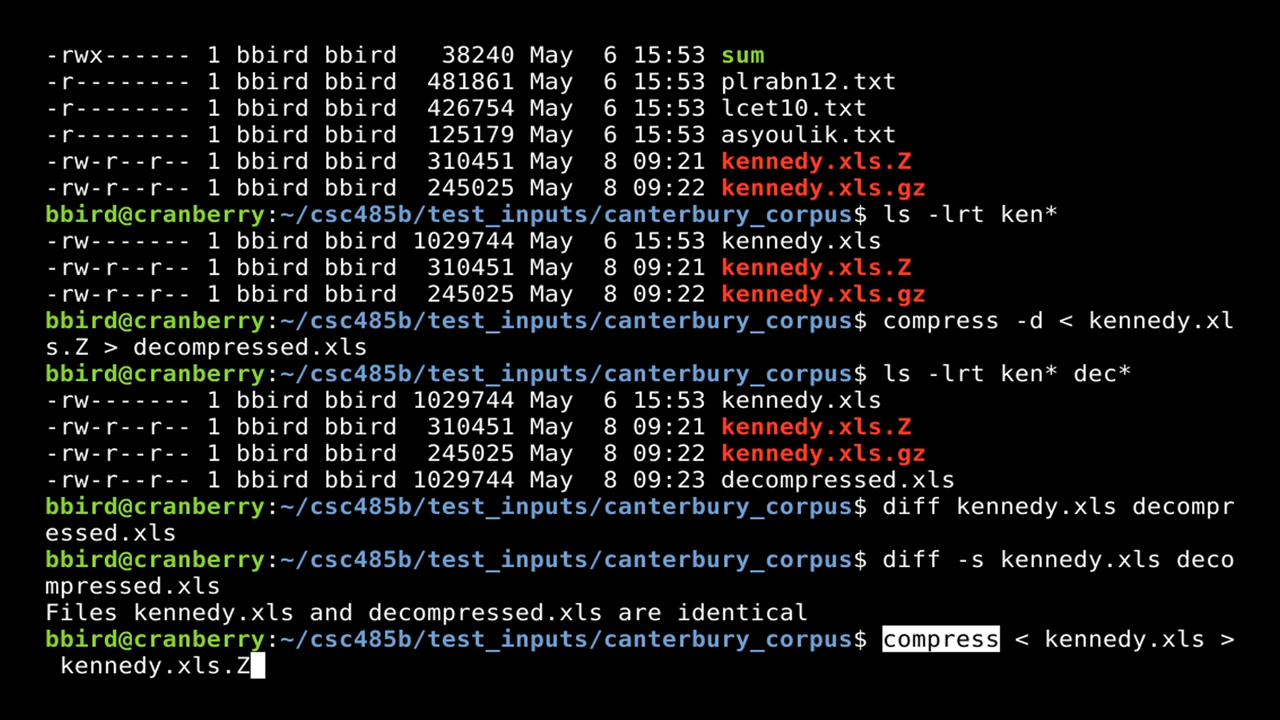 -rwx------ 1 bbird bbird   38240 May  6 15:53 sum
-r-------- 1 bbird bbird  481861 May  6 15:53 plrabn12.txt
-r-------- 1 bbird bbird  426754 May  6 15:53 lcet10.txt
-r-------- 1 bbird bbird  125179 May  6 15:53 asyoulik.txt
-rw-r--r-- 1 bbird bbird  310451 May  8 09:21 kennedy.xls.Z
-rw-r--r-- 1 bbird bbird  245025 May  8 09:22 kennedy.xls.gz
bbird@cranberry:~/csc485b/test_inputs/canterbury_corpus$ ls -lrt ken*
-rw------- 1 bbird bbird 1029744 May  6 15:53 kennedy.xls
-rw-r--r-- 1 bbird bbird  310451 May  8 09:21 kennedy.xls.Z
-rw-r--r-- 1 bbird bbird  245025 May  8 09:22 kennedy.xls.gz
bbird@cranberry:~/csc485b/test_inputs/canterbury_corpus$ compress -d < kennedy.xl
s.Z > decompressed.xls
bbird@cranberry:~/csc485b/test_inputs/canterbury_corpus$ ls -lrt ken* dec*
-rw------- 1 bbird bbird 1029744 May  6 15:53 kennedy.xls
-rw-r--r-- 1 bbird bbird  310451 May  8 09:21 kennedy.xls.Z
-rw-r--r-- 1 bbird bbird  245025 May  8 09:22 kennedy.xls.gz
-rw-r--r-- 1 bbird bbird 1029744 May  8 09:23 decompressed.xls
bbird@cranberry:~/csc485b/test_inputs/canterbury_corpus$ diff kennedy.xls decompr
essed.xls
bbird@cranberry:~/csc485b/test_inputs/canterbury_corpus$ diff -s kennedy.xls deco
mpressed.xls
Files kennedy.xls and decompressed.xls are identical
bbird@cranberry:~/csc485b/test_inputs/canterbury_corpus$ compress < kennedy.xls >
 kennedy.xls.Z